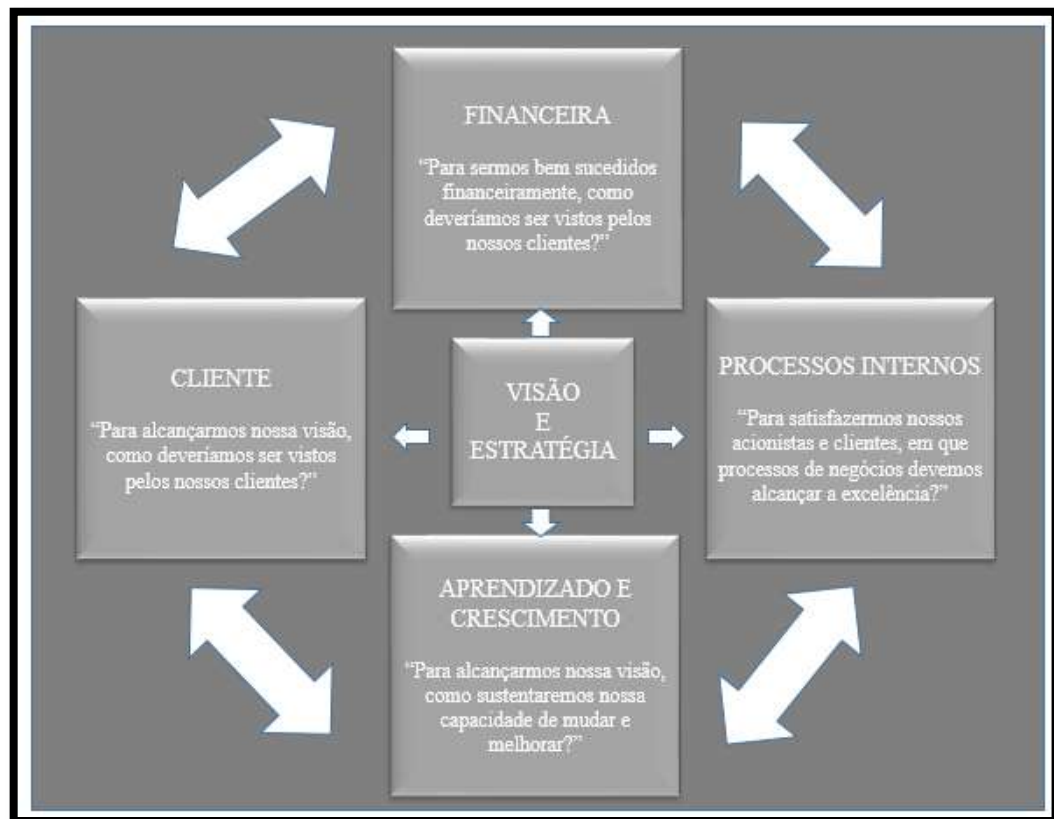 FINANCEIRA
“Para sermos bem sucedidos
financeiramente, como
deveríamos ser vistos pelos
nossos clientes?”
CLIENTE
“Para alcançarmos nossa visão,
como deveríamos ser vistos
pelos nossos clientes?”
VISÃO
E
ESTRATÉGIA
PROCESSOS INTERNOS
“Para satisfazermos nossos
acionistas e clientes, em que
processos de negócios devemos
alcançar a excelência?”
APRENDIZADO E
CRESCIMENTO
“Para alcançarmos nossa visão,
como sustentaremos nossa
capacidade de mudar e
melhorar?”